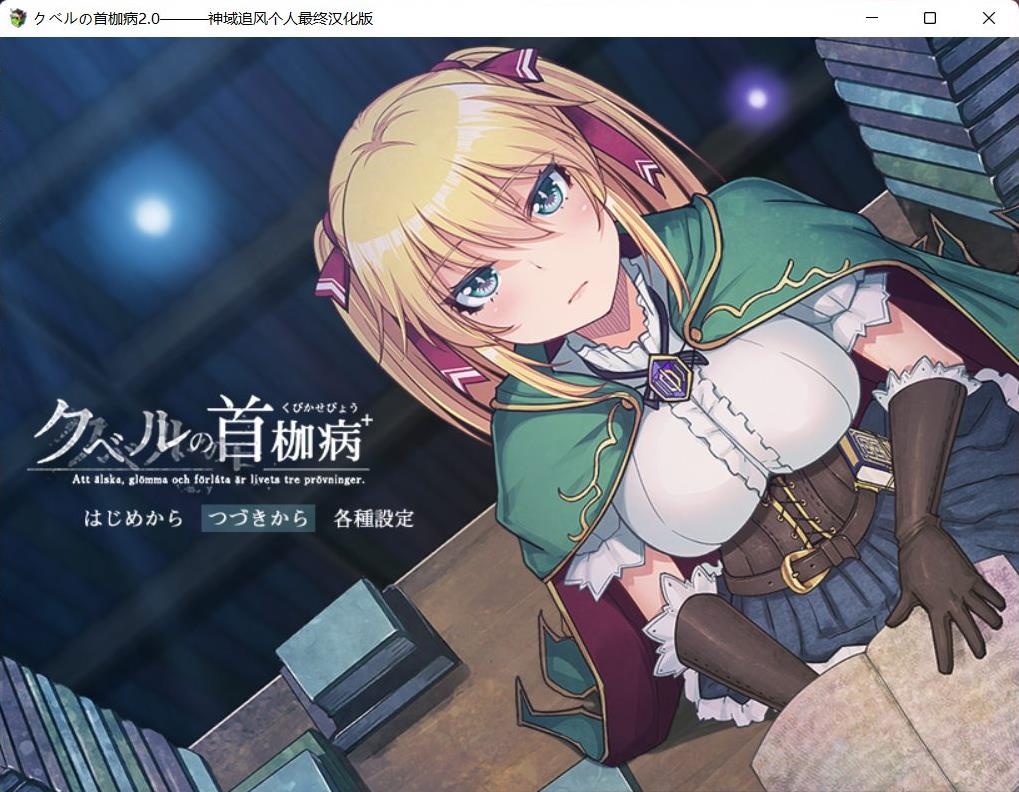 クベルの首枷病2.0———神域追风个人最终汉化版
くびかせびょう
クベルの首枷病+
Att älska, glömma och förlåta är livets tre prövninger.
はじめから つづきから 各種設定